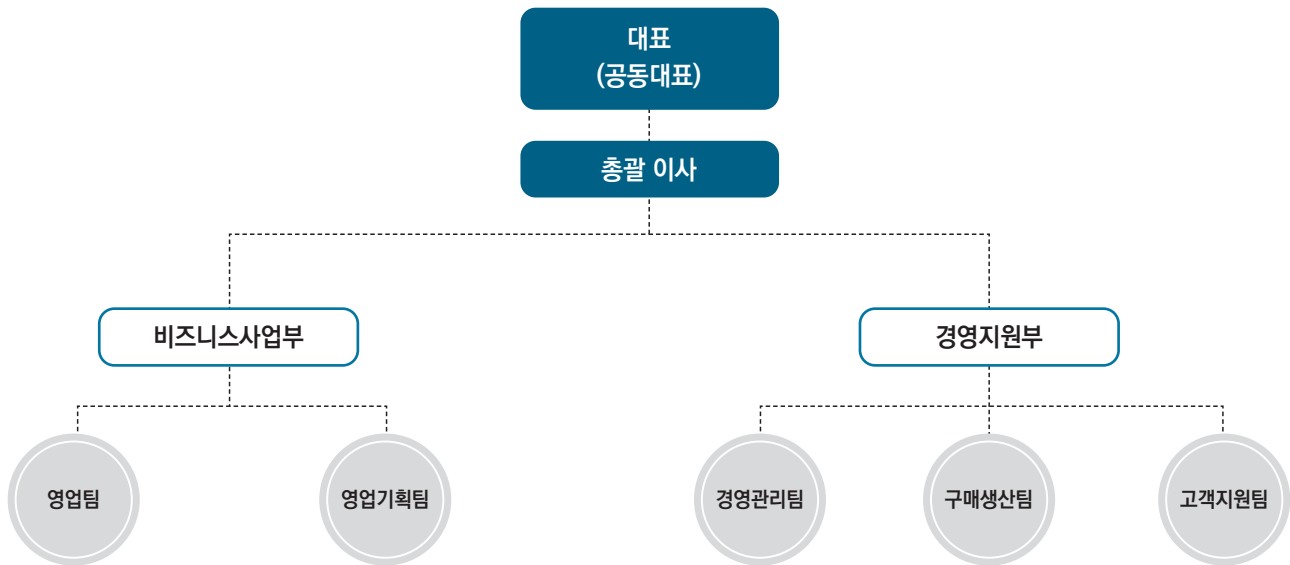 대표
(공동대표)
총괄 이사
비즈니스사업부
경영지원부
영업팀
영업기획팀
경영관리팀
구매생산팀
고객지원팀